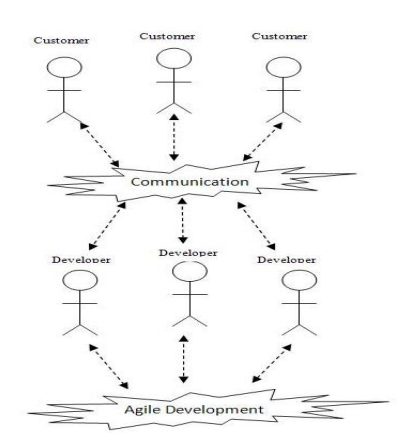 Customer Customer Customer
Communication
Developer Developer Developer
Agile Development